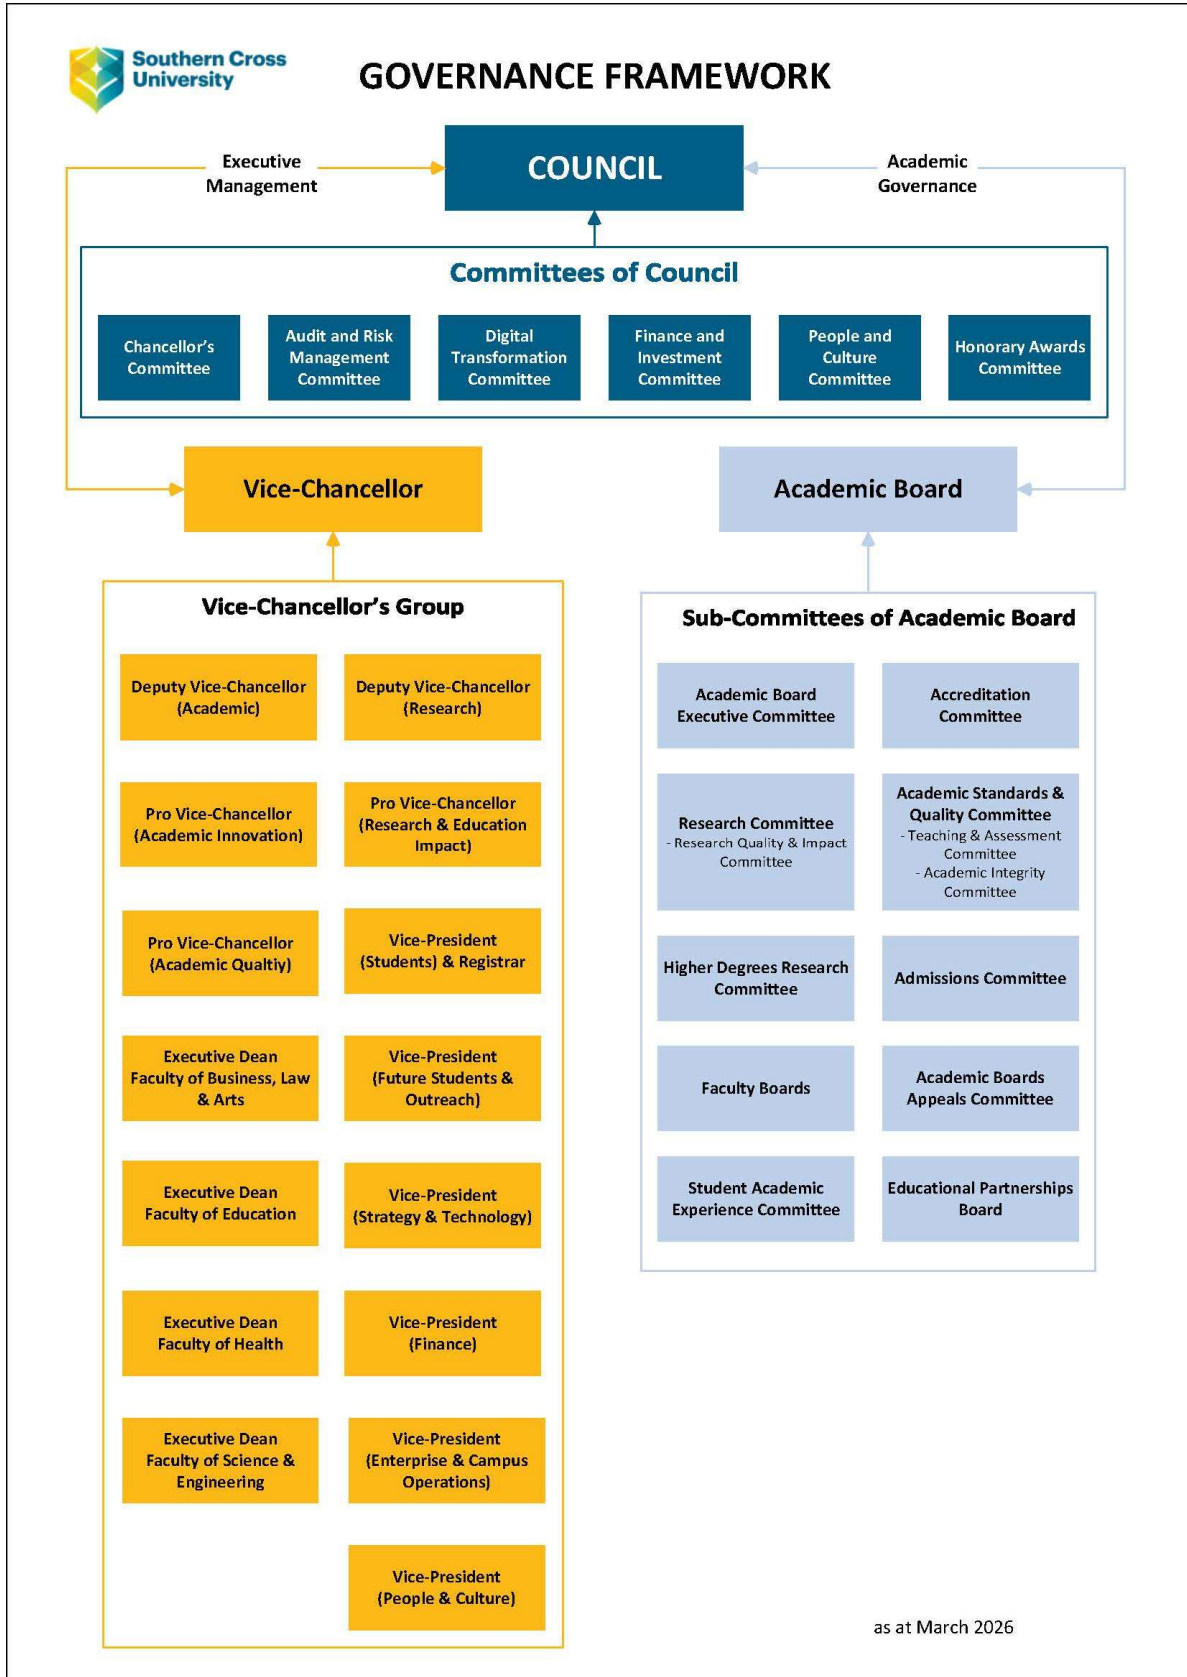 Southern Cross
University
GOVERNANCE FRAMEWORK
Executive
Management
COUNCIL
Academic
Governance
Committees of Council
Chancellor's
Committee
Audit and Risk
Management
Committee
Digital
Transformation
Committee
Finance and
Investment
Committee
People and
Culture
Committee
Honorary Awards
Committee
Vice-Chancellor
Academic Board
Vice-Chancellor's Group
Deputy Vice-Chancellor
(Academic)
Deputy Vice-Chancellor
(Research)
Pro Vice-Chancellor
(Academic Innovation)
Pro Vice-Chancellor
(Research & Education
Impact)
Pro Vice-Chancellor
(Academic Qualtiy)
Vice-President
(Students) & Registrar
Executive Dean
Faculty of Business, Law
& Arts
Vice-President
(Future Students &
Outreach)
Executive Dean
Faculty of Education
Vice-President
(Strategy & Technology)
Executive Dean
Faculty of Health
Vice-President
(Finance)
Executive Dean
Faculty of Science &
Engineering
Vice-President
(Enterprise & Campus
Operations)
Vice-President
(People & Culture)
Sub-Committees of Academic Board
Academic Board
Executive Committee
Accreditation
Committee
Research Committee
- Research Quality & Impact
Committee
Academic Standards &
Quality Committee
- Teaching & Assessment
Committee
- Academic Integrity
Committee
Higher Degrees Research
Committee
Admissions Committee
Faculty Boards
Academic Boards
Appeals Committee
Student Academic
Experience Committee
Educational Partnerships
Board
as at March 2026